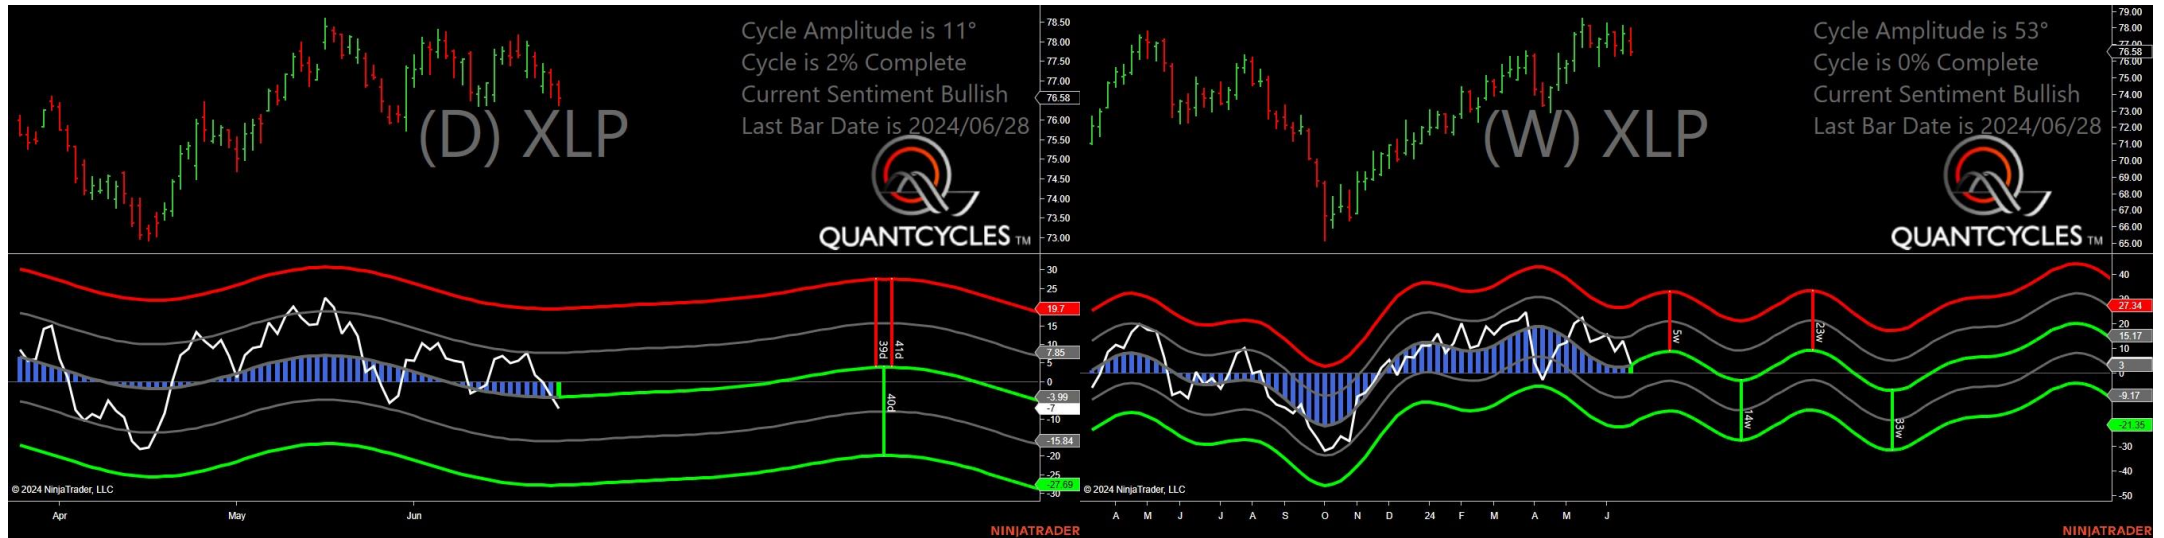 Cycle Amplitude is 11°
Cycle is 2% Complete
Current Sentiment Bullish
Last Bar Date is 2024/06/28
(D) XLP
QUANTCYCLES TM
78.50
78.00
77.50
77.00
76.58
76.00
75.50
75.00
74.50
74.00
73.50
73.00
30
25
19.7
15
10
7.85
0
-3.99
-7
-10
-15.84
-20
-25
-27.69
-30
39d
41d
40d
© 2024 NinjaTrader, LLC
Apr May Jun
NINJATRADER
Cycle Amplitude is 53°
Cycle is 0% Complete
Current Sentiment Bullish
Last Bar Date is 2024/06/28
(W) XLP
QUANTCYCLES TM
79.00
78.00
77.00
76.58
76.00
75.00
74.00
73.00
72.00
71.00
70.00
69.00
68.00
67.00
66.00
65.00
40
27.34
20
15.17
10
3
0
-9.17
-21.35
-30
-40
-50
5w
23w
14w
33w
© 2024 NinjaTrader, LLC
A M J J A S O N D 24 F M A M J
NINJATRADER